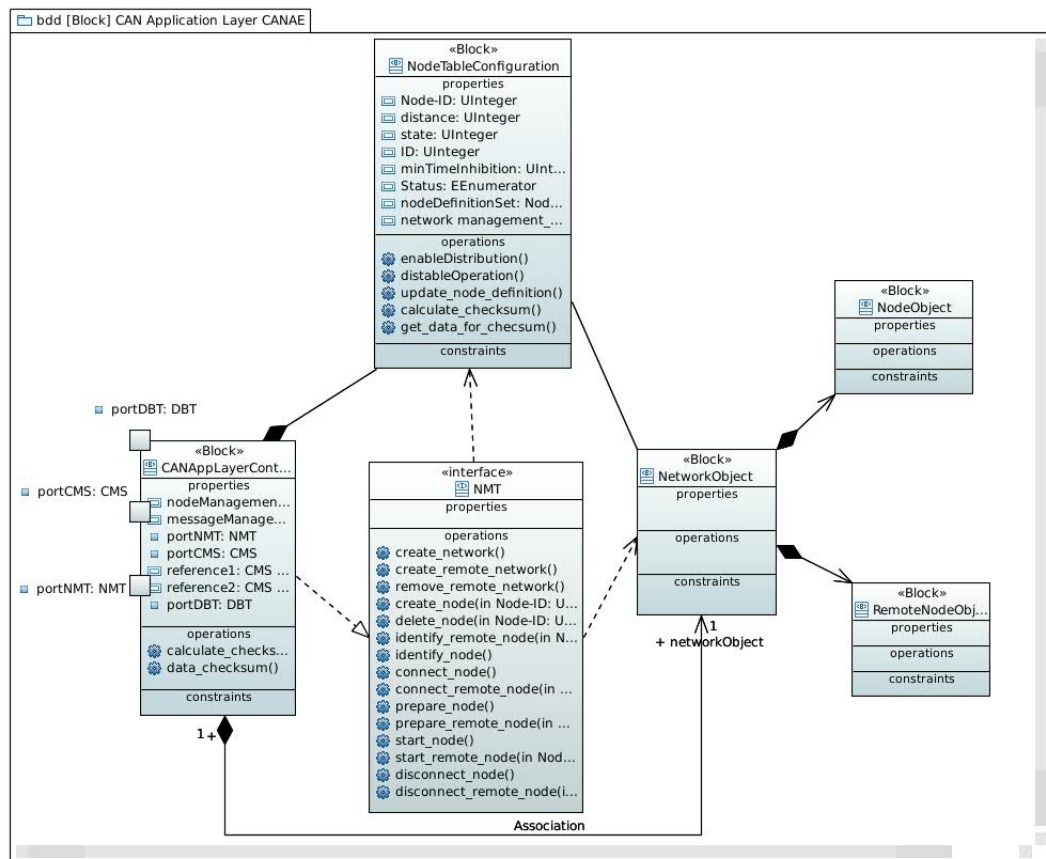 bdd [Block] CAN Application Layer CANAE
«Block»
NodeTableConfiguration
properties
Node-ID: UInteger
distance: UInteger
state: UInteger
ID: UInteger
minTimeInhibition: UInt...
Status: EEnumerator
nodeDefinitionSet: Nod...
network management_...
operations
enableDistribution()
distableOperation()
update_node_definition()
calculate_checksum()
get_data_for_checsum()
constraints
«Block»
NodeObject
properties
operations
constraints
portDBT: DBT
portCMS: CMS
portNMT: NMT
«Block»
CANAppLayerCont...
properties
nodeManagemen...
messageManage...
portNMT: NMT
portCMS: CMS
reference1: CMS ...
reference2: CMS ...
portDBT: DBT
operations
calculate_checks...
data_checksum()
constraints
«interface»
NMT
properties
operations
create_network()
create_remote_network()
remove_remote_network()
create_node(in Node-ID: U...
delete_node(in Node-ID: U...
identify_remote_node(in N...
identify_node()
connect_node()
connect_remote_node(in ...
prepare_node()
prepare_remote_node(in ...
start_node()
start_remote_node(in Nod...
disconnect_node()
disconnect_remote_node(i...
«Block»
NetworkObject
properties
operations
constraints
«Block»
RemoteNodeObj...
properties
operations
constraints
1
+ networkObject
1 +
Association